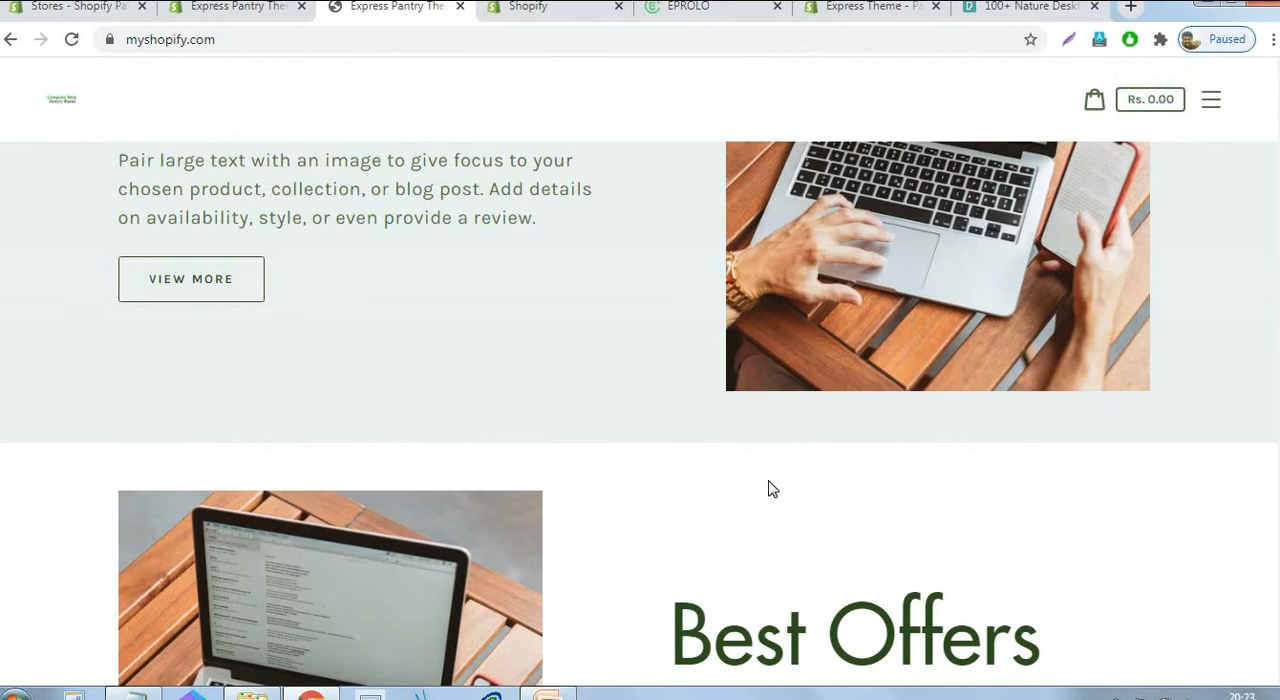 Stores - Shopify Pa
Express Pantry The
Express Pantry The
Shopify
EPROLO
Express Theme - Pa
100+ Nature Deskt
myshopify.com
Paused
Rs. 0.00
Pair large text with an image to give focus to your
chosen product, collection, or blog post. Add details
on availability, style, or even provide a review.
VIEW MORE
Best Offers
20:23